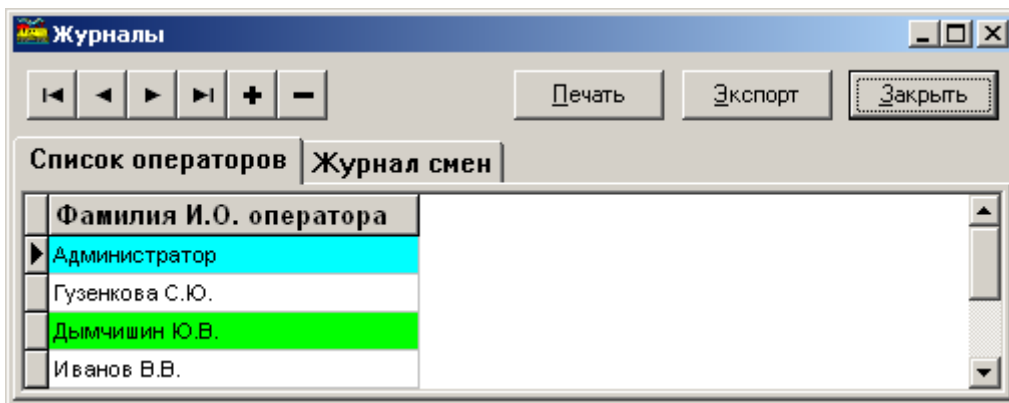 Журналы
Печать Экспорт Закрыть
Список операторов Журнал смен
Фамилия И.О. оператора
Администратор
Гузенкова С.Ю.
Дымчишин Ю.В.
Иванов В.В.